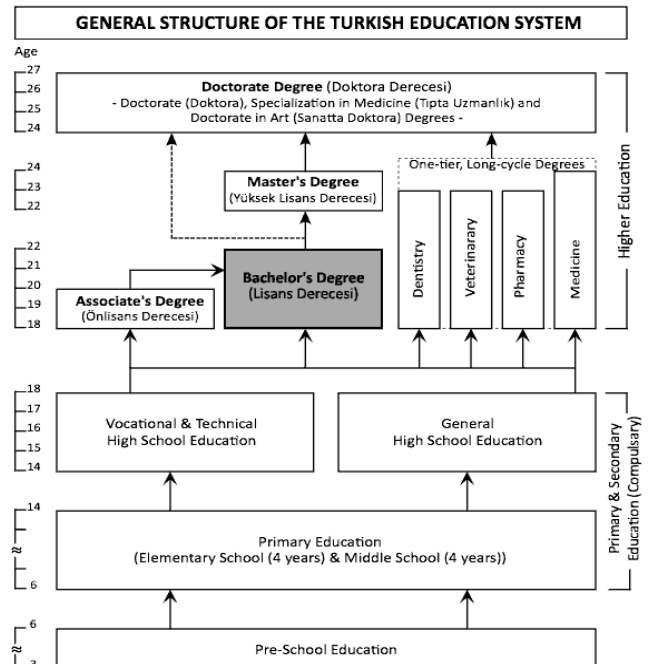 GENERAL STRUCTURE OF THE TURKISH EDUCATION SYSTEM
Age
27
26
25
24
Doctorate Degree (Doktora Derecesi)
- Doctorate (Doktora), Specialization in Medicine (Tıpta Uzmanlık) and
Doctorate in Art (Sanatta Doktora) Degrees -
24
23
22
Master's Degree
(Yüksek Lisans Derecesi)
One-tier, Long-cycle Degrees
Higher Education
22
21
20
19
18
Associate's Degree
(Önlisans Derecesi)
Bachelor's Degree
(Lisans Derecesi)
Dentistry
Veterinarary
Pharmacy
Medicine
18
17
16
15
14
Vocational & Technical
High School Education
General
High School Education
Primary & Secondary
Education (Compulsary)
14
≈
6
Primary Education
(Elementary School (4 years) & Middle School (4 years))
6
≈
Pre-School Education